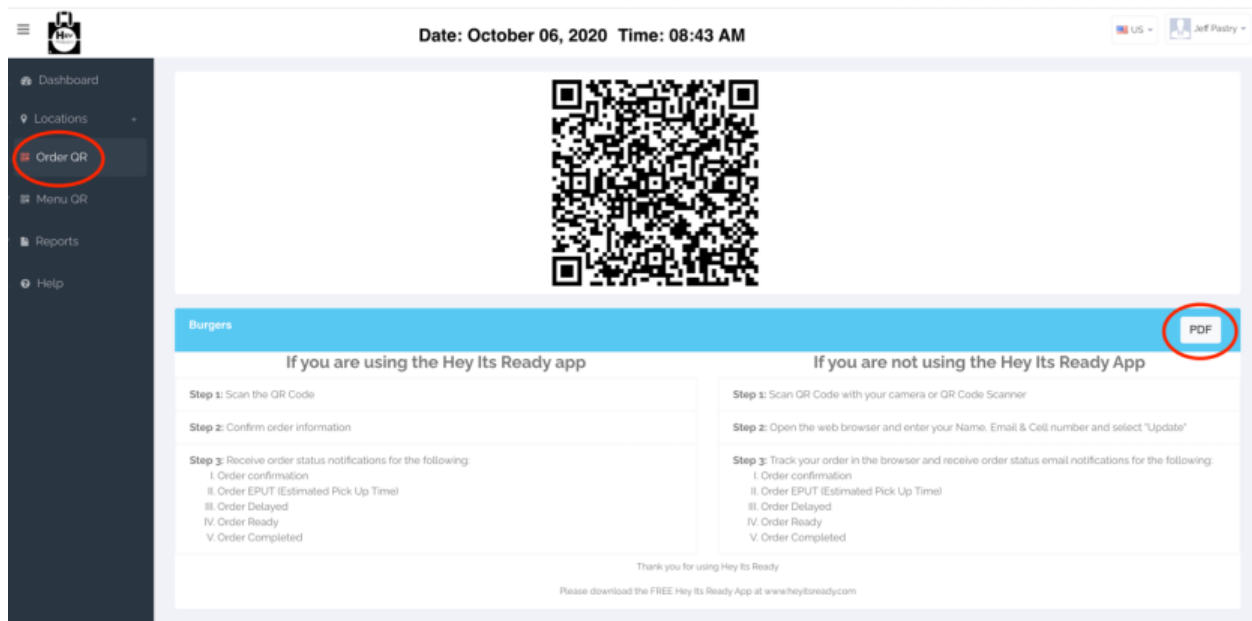 Hey
Date: October 06, 2020 Time: 08:43 AM
US
Jeff Pastry
Dashboard
Locations +
Order QR
Menu QR
Reports
Help
Burgers
PDF
If you are using the Hey Its Ready app
Step 1: Scan the QR Code
Step 2: Confirm order information
Step 3: Receive order status notifications for the following:
I. Order confirmation
II. Order EPUT (Estimated Pick Up Time)
III. Order Delayed
IV. Order Ready
V. Order Completed
If you are not using the Hey Its Ready App
Step 1: Scan QR Code with your camera or QR Code Scanner
Step 2: Open the web browser and enter your Name, Email & Cell number and select "Update"
Step 3: Track your order in the browser and receive order status email notifications for the following:
I. Order confirmation
II. Order EPUT (Estimated Pick Up Time)
III. Order Delayed
IV. Order Ready
V. Order Completed
Thank you for using Hey Its Ready
Please download the FREE Hey Its Ready App at www.heyitsready.com